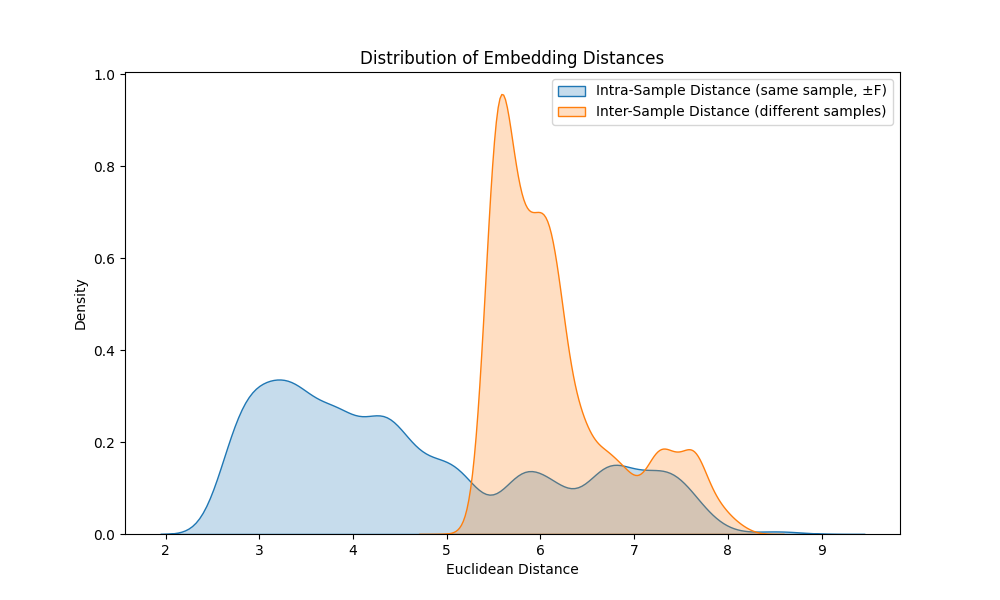 Distribution of Embedding Distances
Intra-Sample Distance (same sample, ±F)
Inter-Sample Distance (different samples)
1.0
0.8
0.6
0.4
0.2
0.0
Density
2 3 4 5 6 7 8 9
Euclidean Distance